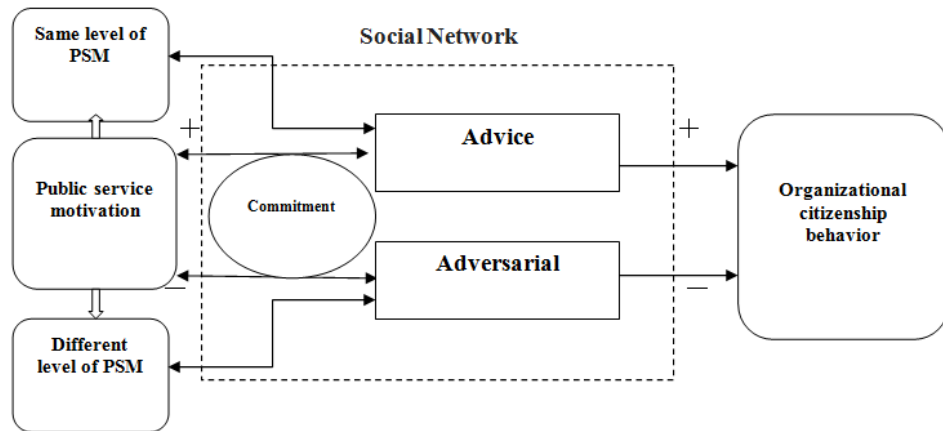 Same level of
PSM
Social Network
+
+
Advice
Public service
motivation
Commitment
Organizational
citizenship
behavior
Adversarial
−
−
Different
level of PSM